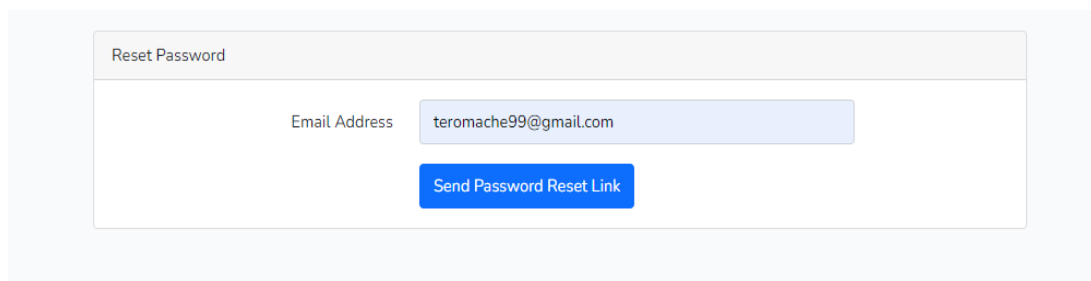 Reset Password
Email Address teromache99@gmail.com
Send Password Reset Link